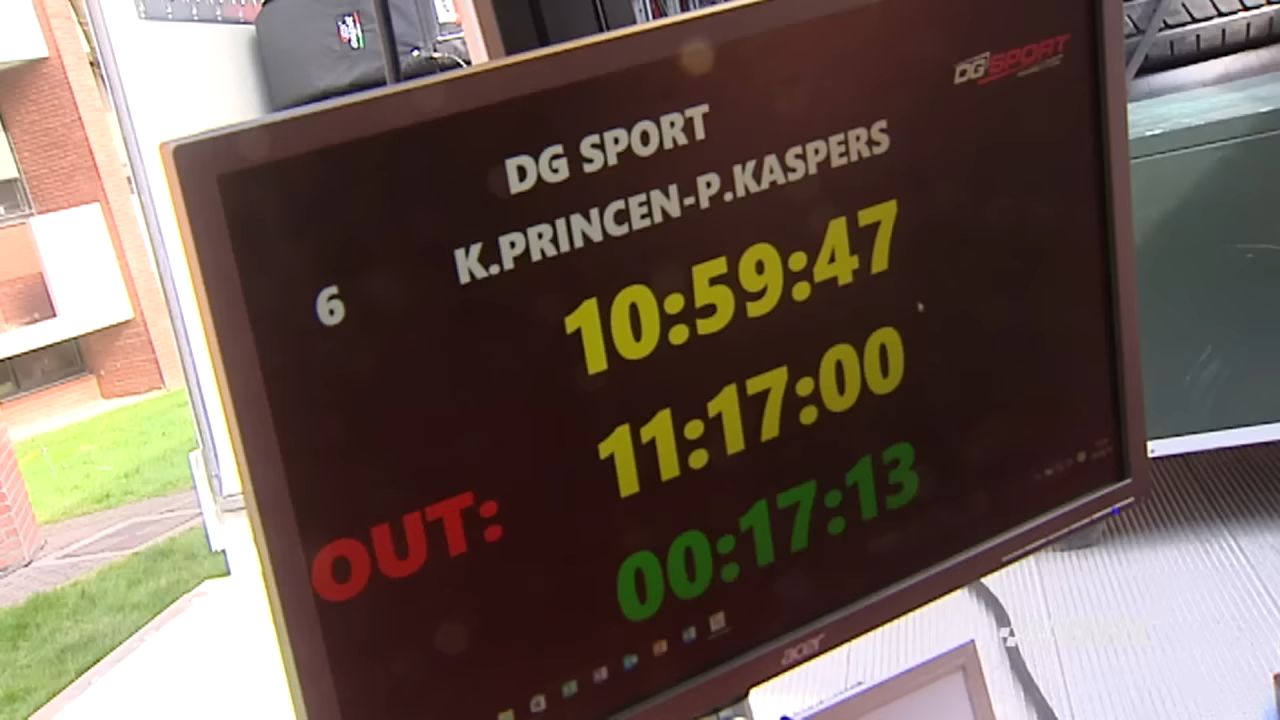 DG SPORT
DG SPORT
K.PRINCEN-P.KASPERS
6
10:59:47
11:17:00
OUT:
00:17:13
acer